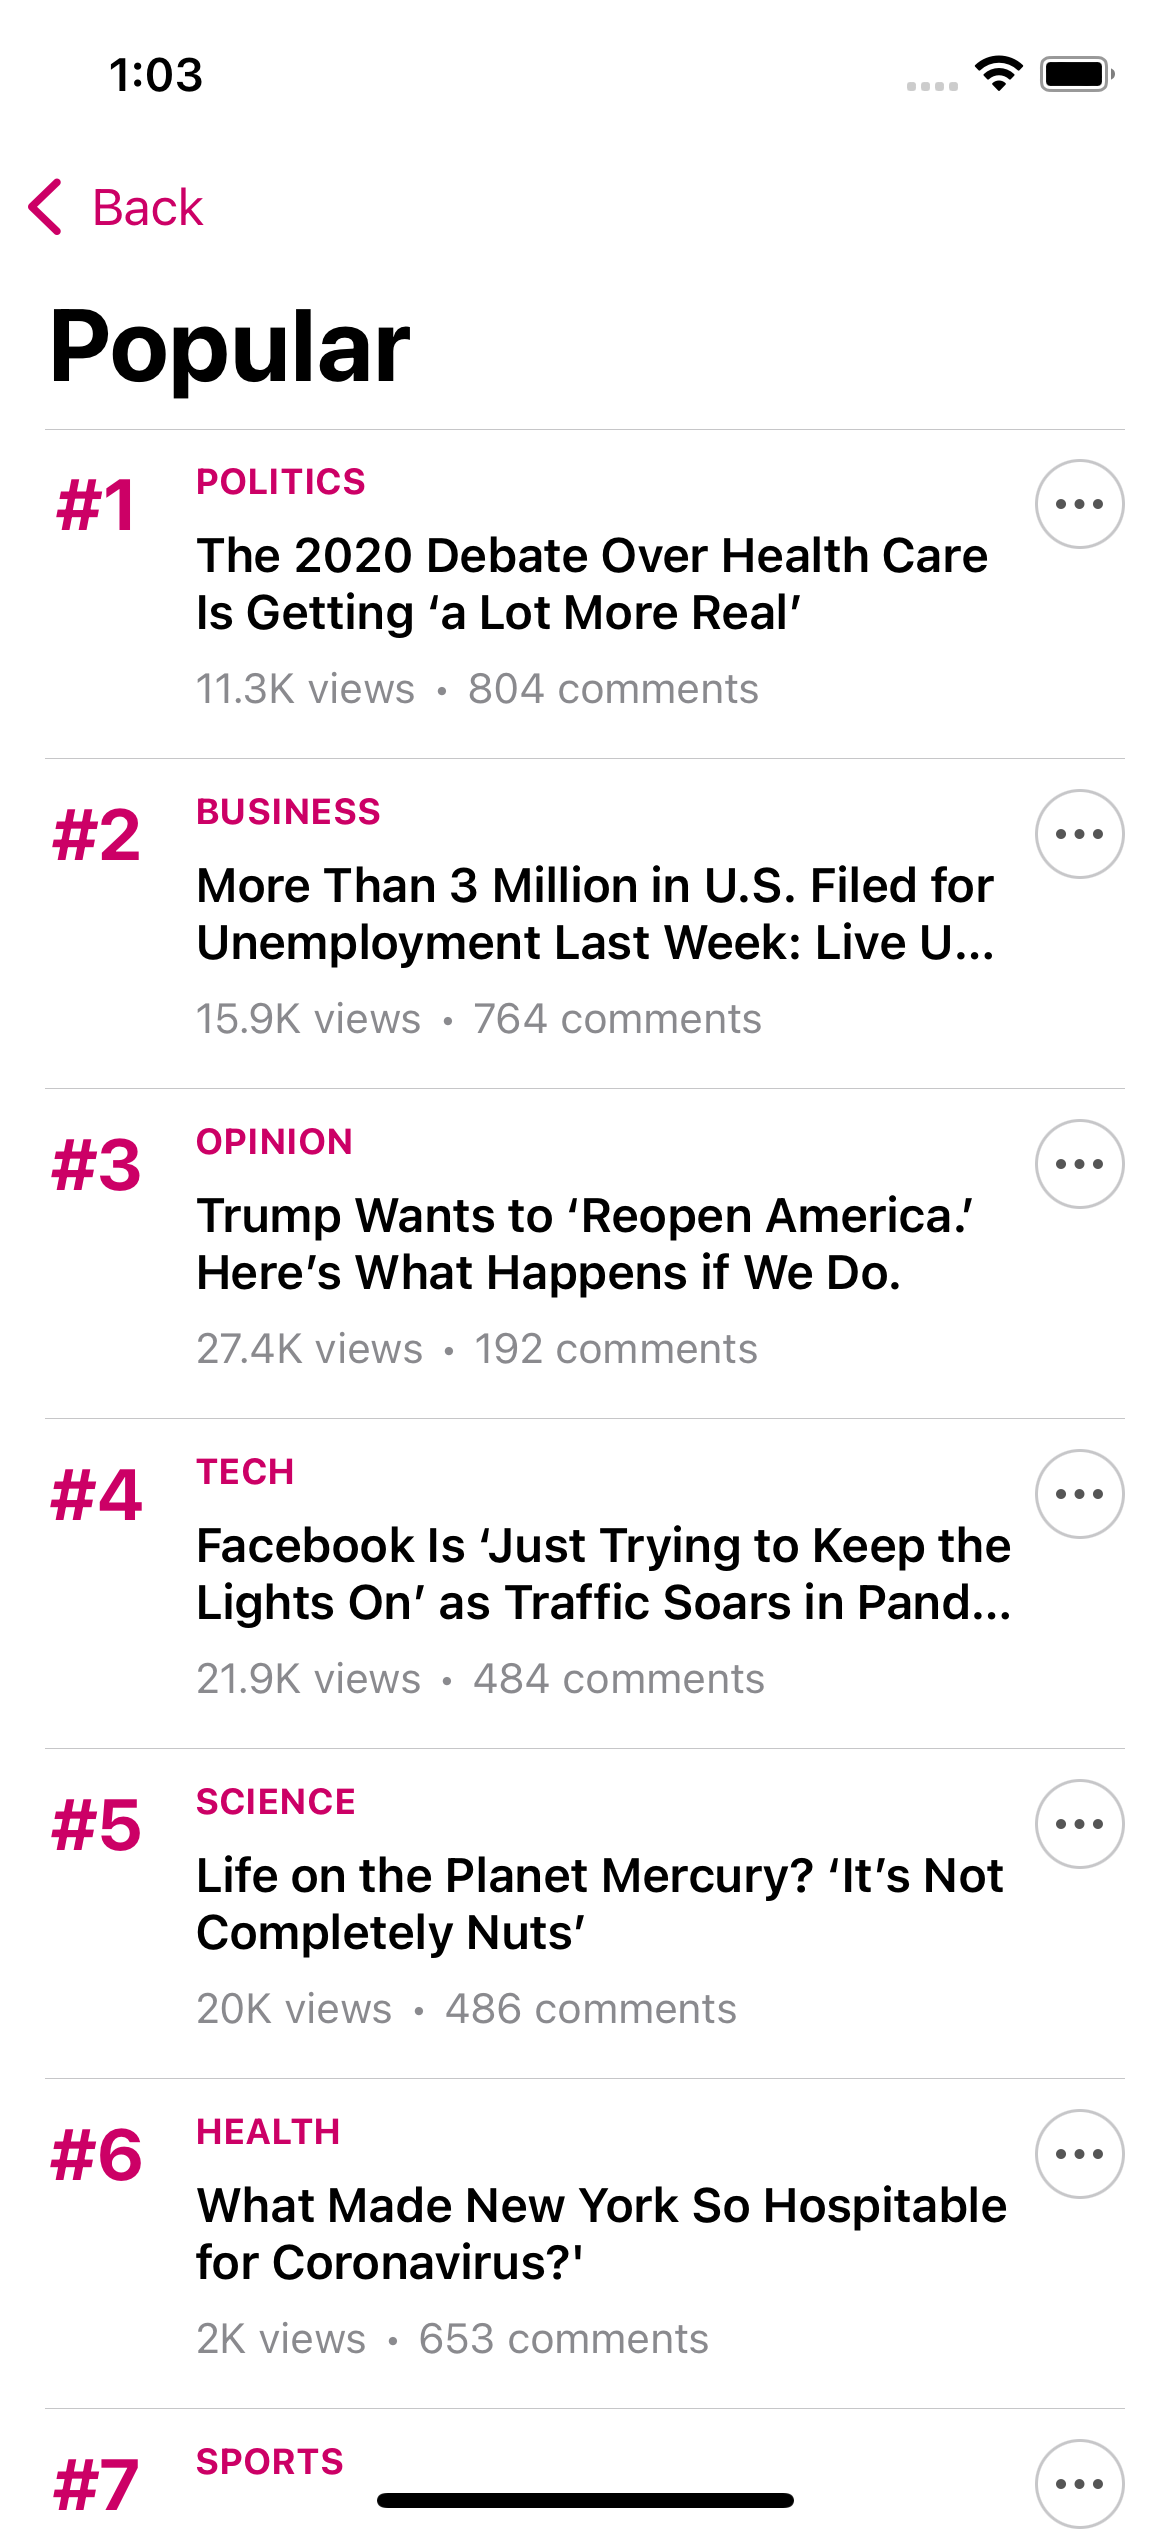 1:03
Back
Popular
#1
POLITICS
The 2020 Debate Over Health Care
Is Getting ‘a Lot More Real’
11.3K views • 804 comments
#2
BUSINESS
More Than 3 Million in U.S. Filed for
Unemployment Last Week: Live U...
15.9K views • 764 comments
#3
OPINION
Trump Wants to ‘Reopen America.’
Here’s What Happens if We Do.
27.4K views • 192 comments
#4
TECH
Facebook Is ‘Just Trying to Keep the
Lights On’ as Traffic Soars in Pand...
21.9K views • 484 comments
#5
SCIENCE
Life on the Planet Mercury? ‘It’s Not
Completely Nuts’
20K views • 486 comments
#6
HEALTH
What Made New York So Hospitable
for Coronavirus?'
2K views • 653 comments
#7
SPORTS